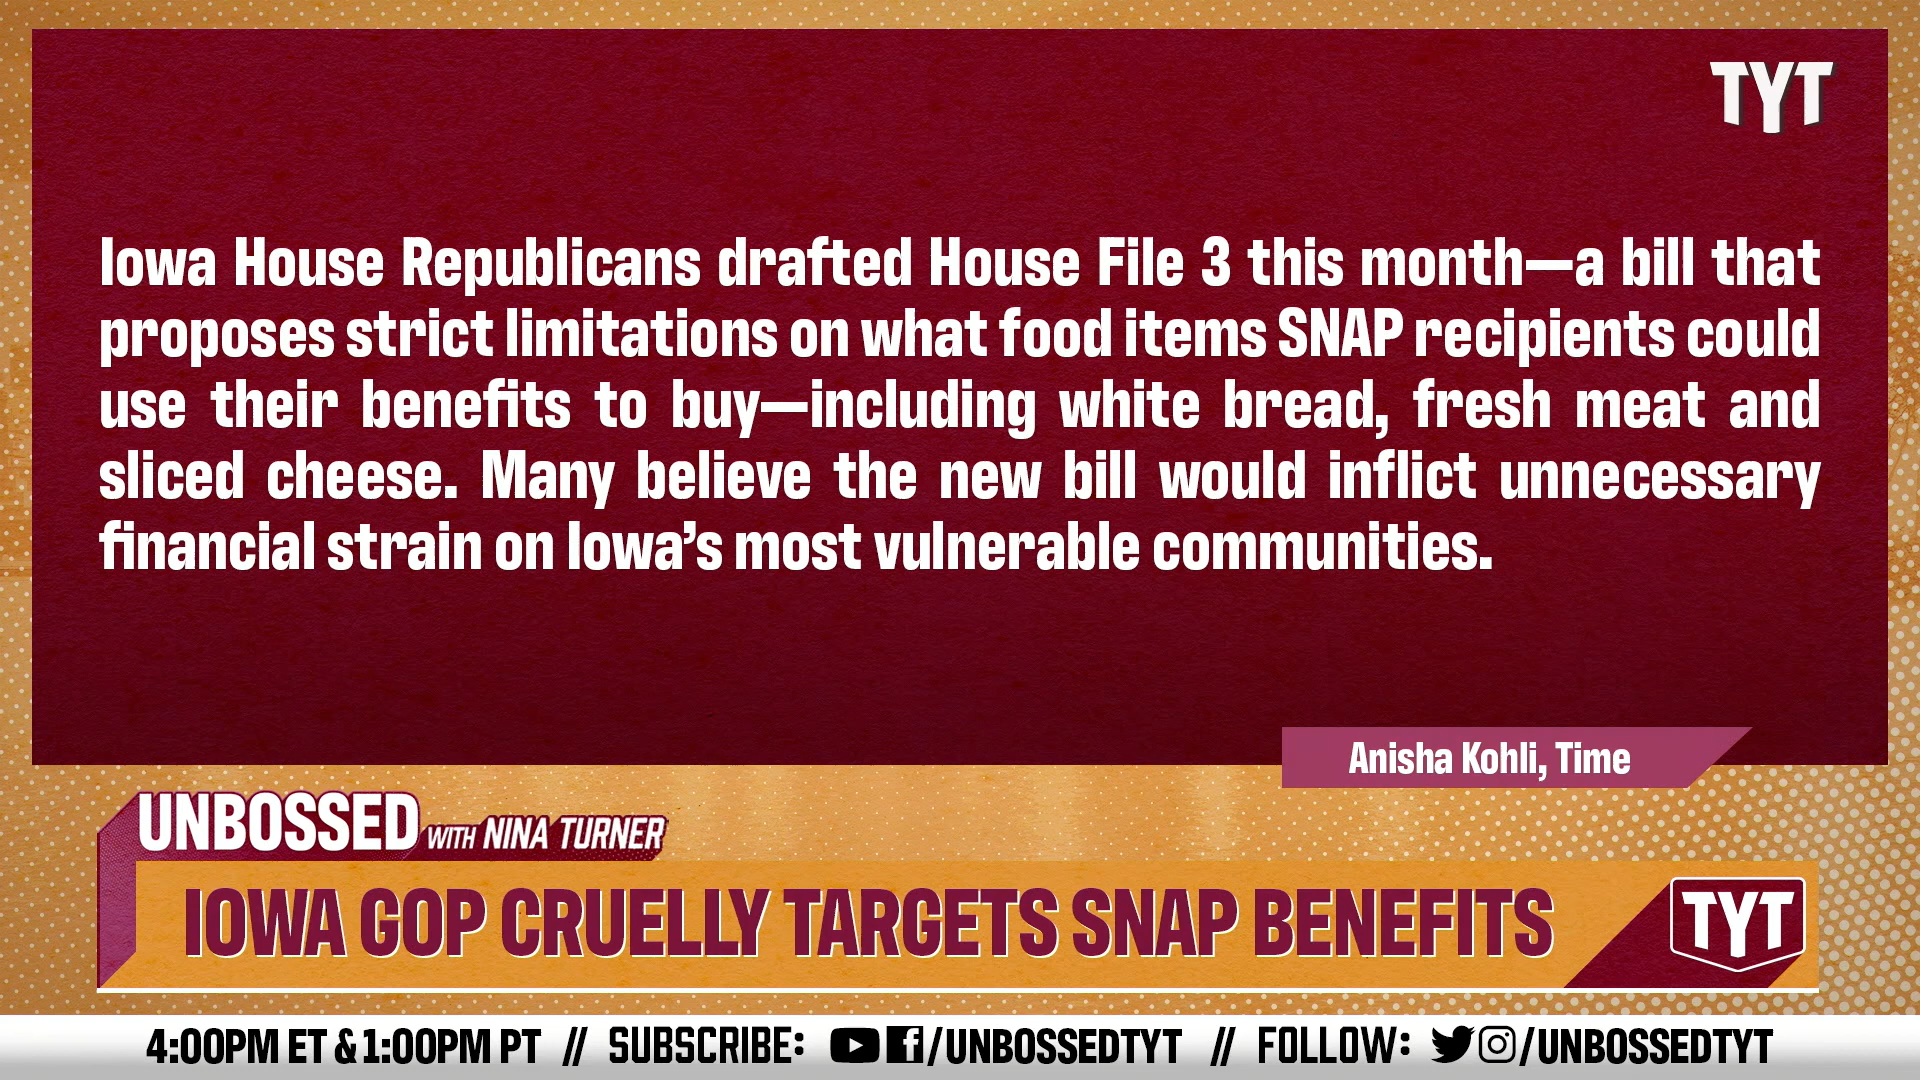 TYT
Iowa House Republicans drafted House File 3 this month—a bill that
proposes strict limitations on what food items SNAP recipients could
use their benefits to buy—including white bread, fresh meat and
sliced cheese. Many believe the new bill would inflict unnecessary
financial strain on Iowa’s most vulnerable communities.
Anisha Kohli, Time
UNBOSSED WITH NINA TURNER
IOWA GOP CRUELLY TARGETS SNAP BENEFITS
TYT
4:00PM ET & 1:00PM PT // SUBSCRIBE: /UNBOSSEDTYT // FOLLOW: /UNBOSSEDTYT